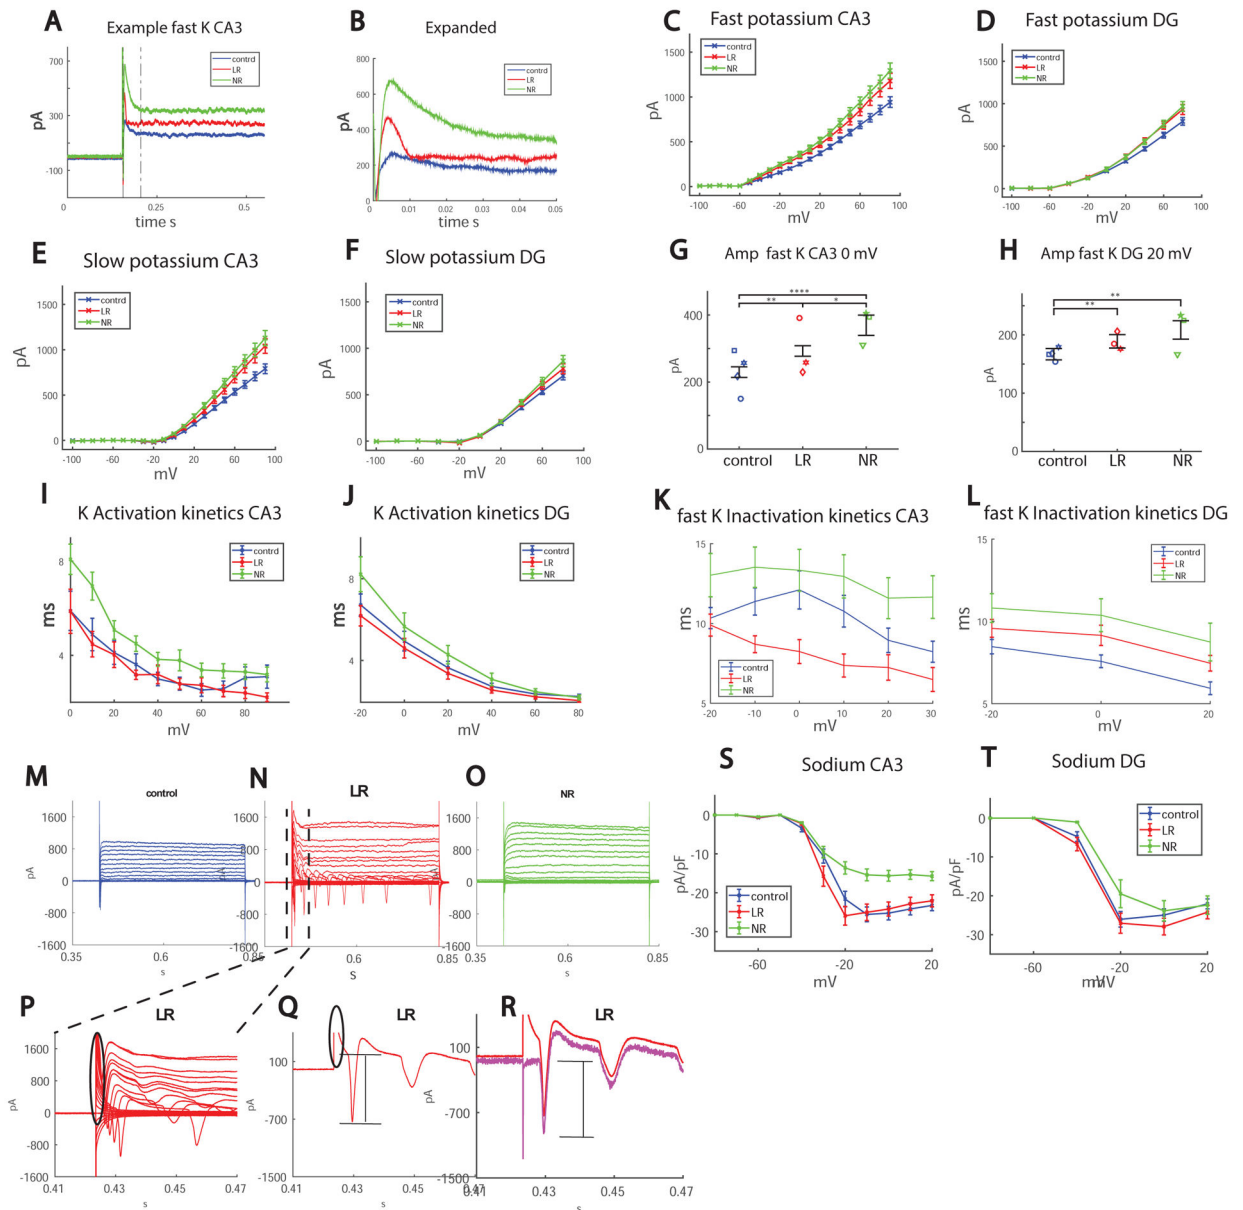 A
Example fast K CA3
pA
700
300
-100
contrd
LR
NR
0
0.25
0.5
time s
B
Expanded
pA
800
600
400
200
0
contrd
LR
NR
0
0.01
0.02
0.03
0.04
0.05
time s
C
Fast potassium CA3
pA
1500
1000
500
0
control
LR
NR
-100
-60
-20
20
60
100
mV
D
Fast potassium DG
pA
1500
1000
500
0
control
LR
NR
-100
-60
-20
20
60
100
mV
E
Slow potassium CA3
pA
1500
1000
500
0
contrd
LR
NR
-100
-60
-20
20
60
100
mV
F
Slow potassium DG
pA
1500
1000
500
0
contrd
LR
NR
-100
-60
-20
20
60
100
mV
G
Amp fast K CA3 0 mV
pA
400
200
0
****
**
*
control
LR
NR
H
Amp fast K DG 20 mV
pA
200
100
0
**
**
control
LR
NR
I
K Activation kinetics CA3
ms
8
4
contrd
LR
NR
0
20
40
60
80
100
mV
J
K Activation kinetics DG
8
4
contrd
LR
NR
-20
0
20
40
60
80
mV
K
fast K Inactivation kinetics CA3
ms
15
10
5
control
LR
NR
-20
-10
0
10
20
30
mV
L
fast K Inactivation kinetics DG
ms
15
10
5
contrd
LR
NR
-20
0
20
mV
M
control
pA
1600
800
0
-800
-1600
0.35
0.6
0.85
s
N
LR
pA
1600
800
0
-800
-1600
0.35
0.6
0.85
s
O
NR
pA
1600
800
0
-800
-1600
0.35
0.6
0.85
s
S
Sodium CA3
pA/pF
0
-10
-20
-30
control
LR
NR
-60
-20
20
mV
T
Sodium DG
pA/pF
0
-10
-20
-30
control
LR
NR
-60
-20
20
mV
P
LR
pA
1600
800
0
-800
-1600
0.41
0.43
0.45
0.47
s
Q
LR
pA
100
-700
-1500
0.41
0.43
0.45
0.47
s
R
LR
pA
100
-700
-1500
0.41
0.43
0.45
0.47
s